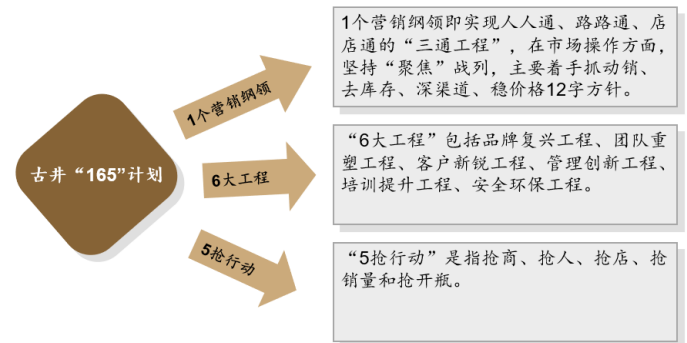 古井“165”计划
1个营销纲领
1个营销纲领即实现人人通、路路通、店
店通的“三通工程”，在市场操作方面，
坚持“聚焦”战列，主要着手抓动销、
去库存、深渠道、稳价格12字方针。
6大工程
“6大工程”包括品牌复兴工程、团队重
塑工程、客户新锐工程、管理创新工程、
培训提升工程、安全环保工程。
5抢行动
“5抢行动”是指抢商、抢人、抢店、抢
销量和抢开瓶。